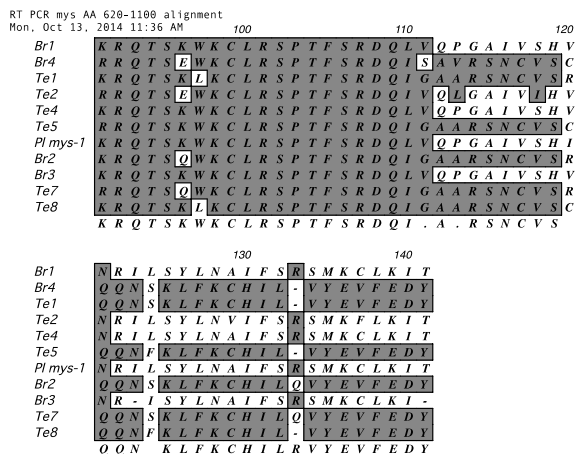 RT PCR mys AA 620-1100 alignment
Mon, Oct 13, 2014 11:36 AM
100 110 120
Br1 K R Q T S K W K C L R S P T F S R D Q L V Q P G A I V S H V
Br4 K R Q T S E W K C L R S P T F S R D Q I S A V R S N C V S C
Te1 K R Q T S K L K C L R S P T F S R D Q I G A A R S N C V S R
Te2 K R Q T S E W K C L R S P T F S R D Q I V Q L G A I V I H V
Te4 K R Q T S K W K C L R S P T F S R D Q L V Q P G A I V S H V
Te5 K R Q T S K W K C L R S P T F S R D Q I G A A R S N C V S C
Pl mys-1 K R Q T S K W K C L R S P T F S R D Q L V Q P G A I V S H I
Br2 K R Q T S Q W K C L R S P T F S R D Q I G A A R S N C V S R
Br3 K R Q T S K W K C L R S P T F S R D Q L V Q P G A I V S H V
Te7 K R Q T S Q W K C L R S P T F S R D Q I G A A R S N C V S R
Te8 K R Q T S K L K C L R S P T F S R D Q I G A A R S N C V S C
K R Q T S K W K C L R S P T F S R D Q I . A . R S N C V S
130 140
Br1 N R I L S Y L N A I F S R S M K C L K I T
Br4 Q Q N S K L F K C H I L - V Y E V F E D Y
Te1 Q Q N S K L F K C H I L - V Y E V F E D Y
Te2 N R I L S Y L N V I F S R S M K F L K I T
Te4 N R I L S Y L N A I F S R S M K C L K I T
Te5 Q Q N F K L F K C H I L - V Y E V F E D Y
Pl mys-1 N R I L S Y L N A I F S R S M K C L K I T
Br2 Q Q N S K L F K C H I L Q V Y E V F E D Y
Br3 N R - I S Y L N A I F S R S M K C L K I -
Te7 Q Q N S K L F K C H I L Q V Y E V F E D Y
Te8 Q Q N F K L F K C H I L - V Y E V F E D Y
Q Q N K L F K C H I L R V Y E V F E D Y